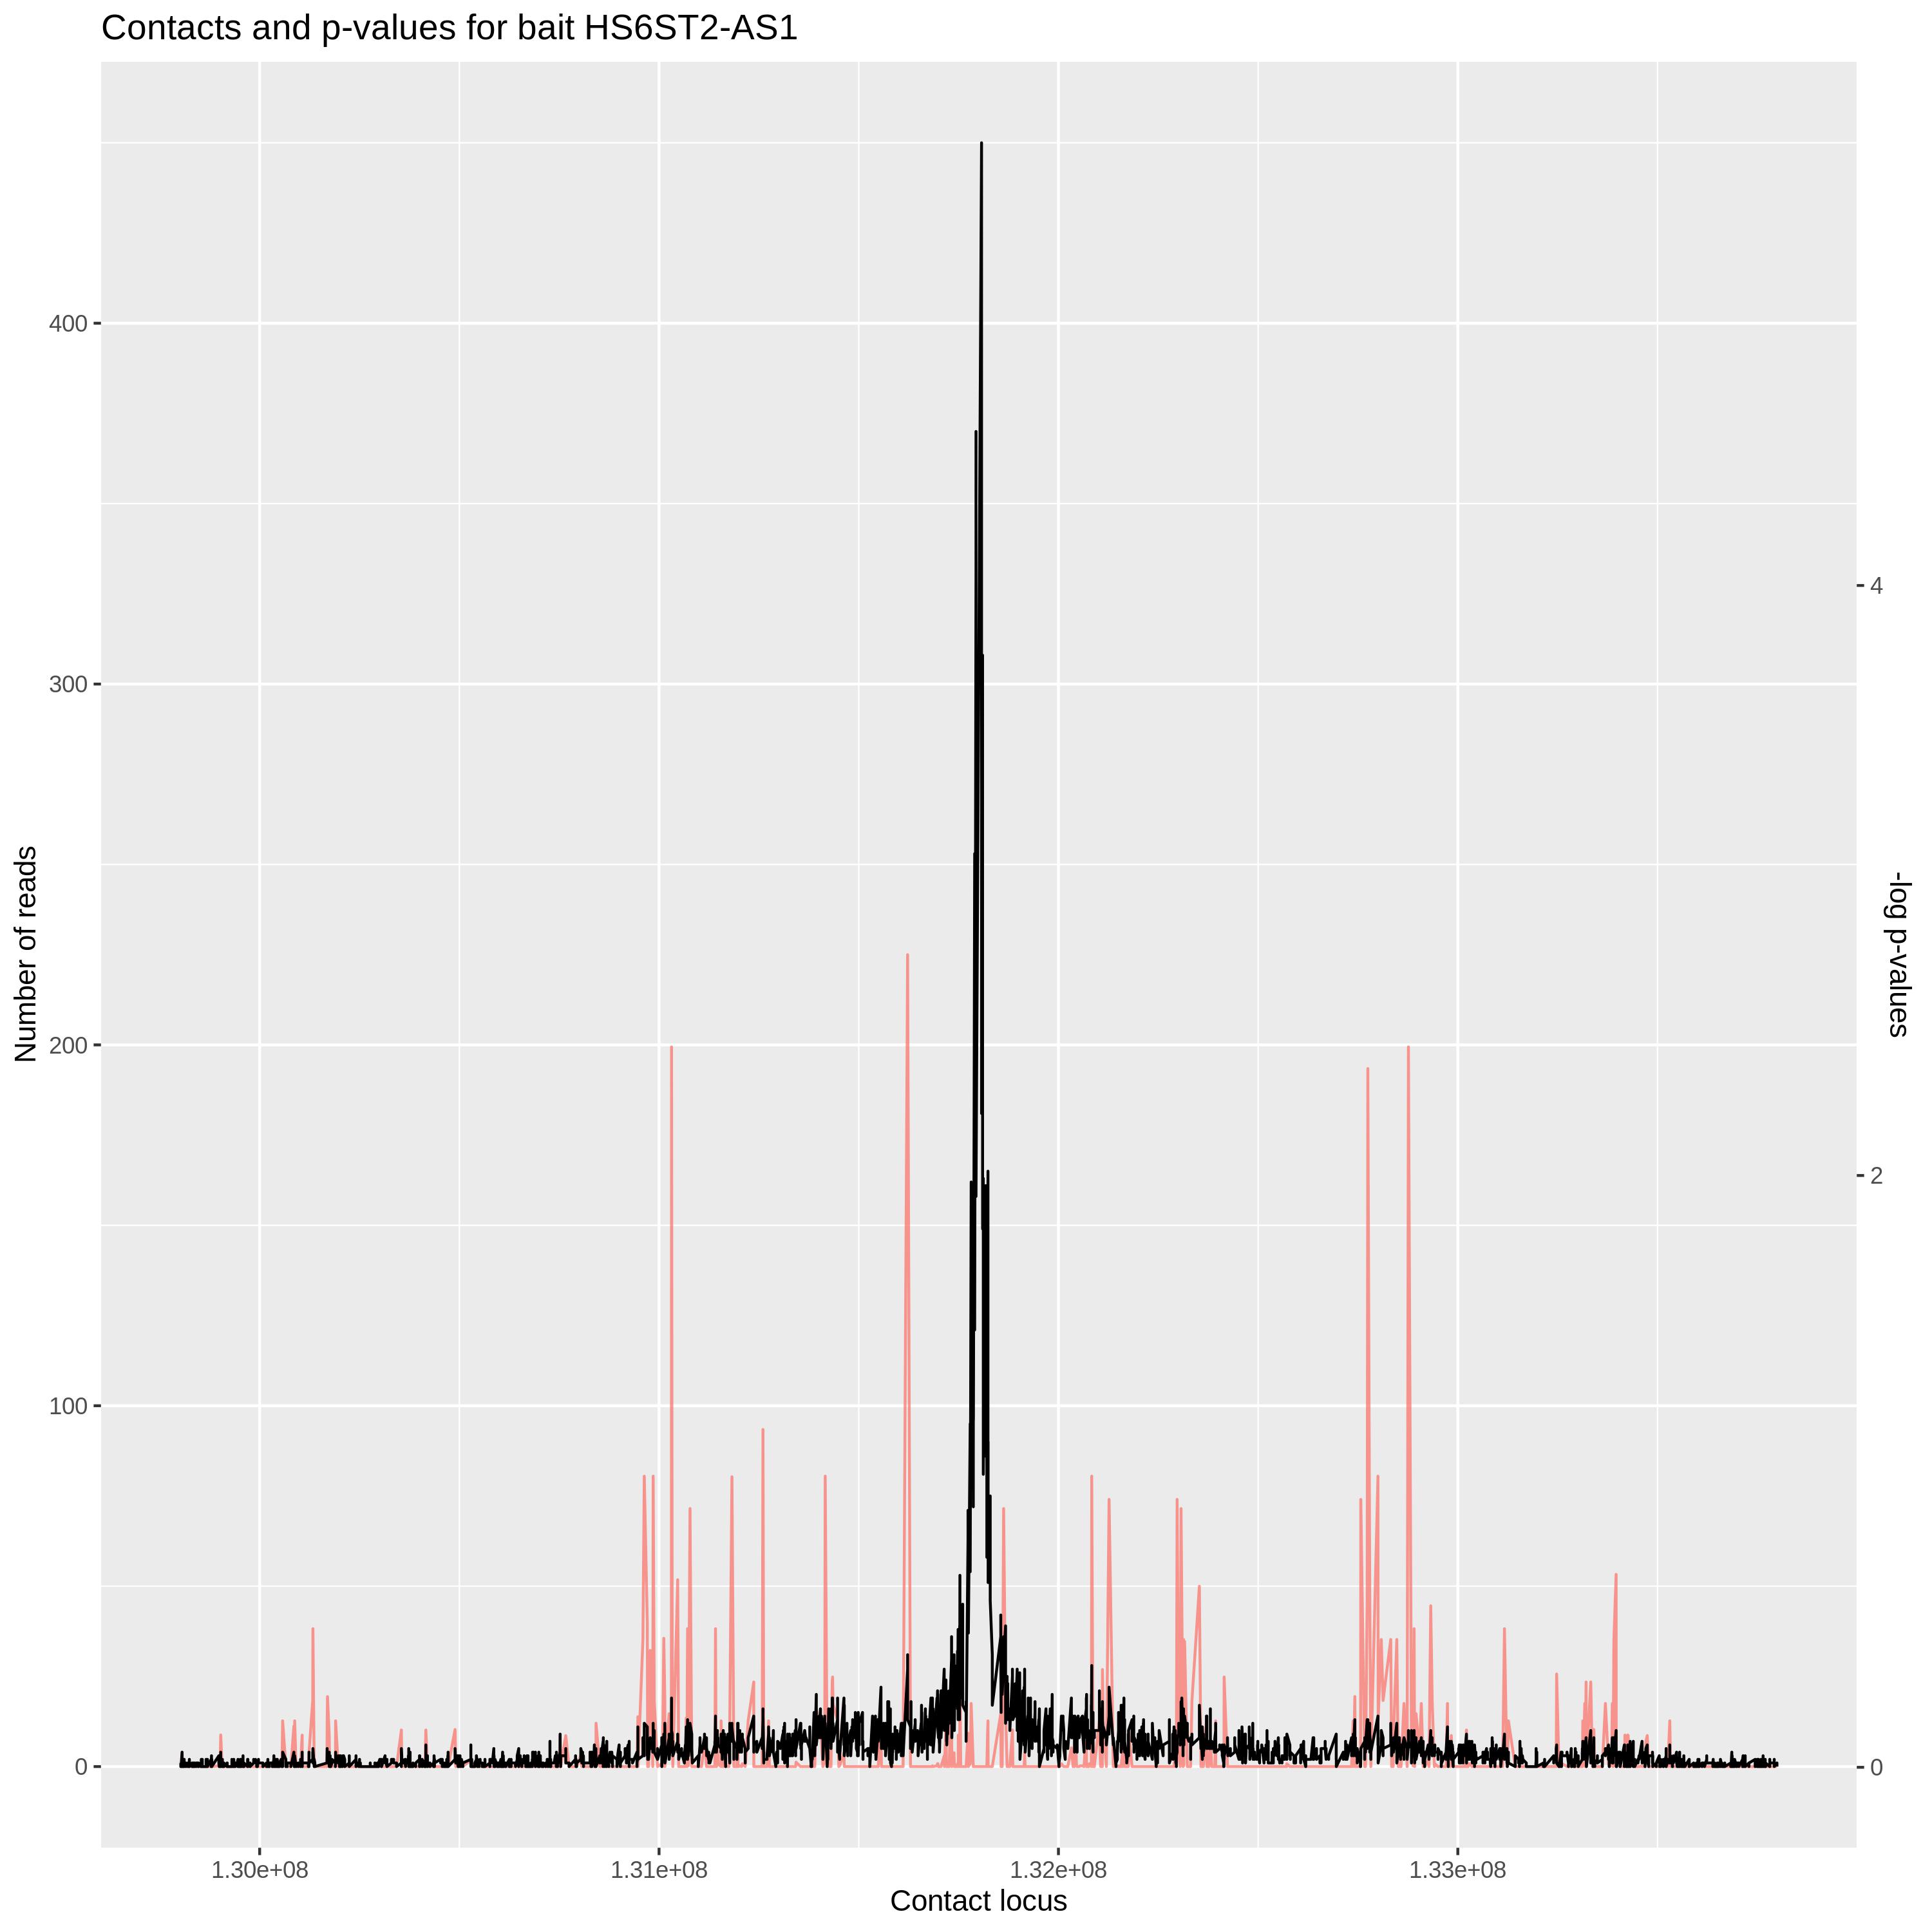 Contacts and p-values for bait HS6ST2-AS1
Number of reads
400
300
200
100
0
4
2
0
-log p-values
1.30e+08
1.31e+08
1.32e+08
1.33e+08
Contact locus